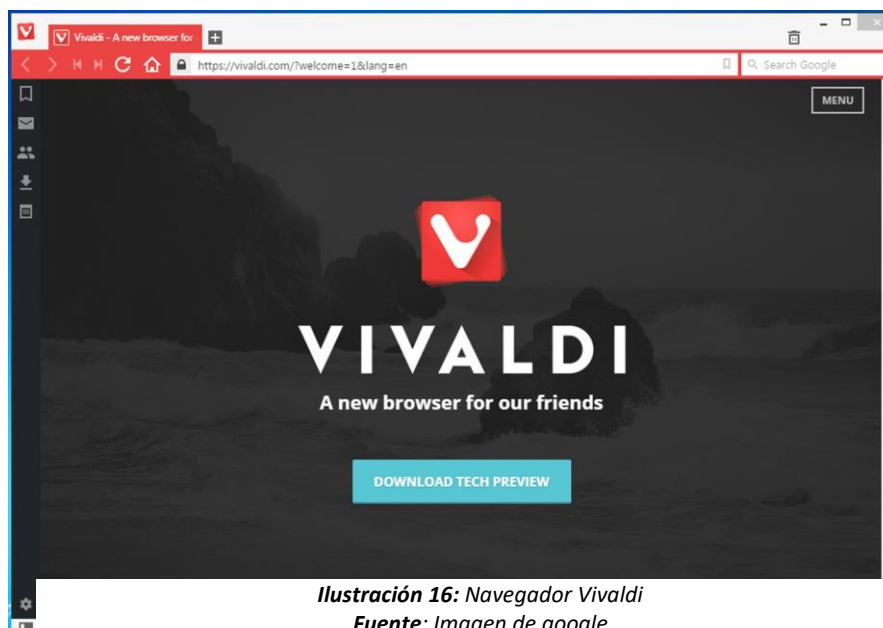 Vivaldi - A new browser for
https://vivaldi.com/?welcome=1&lang=en
Search Google
MENU
VIVALDI
A new browser for our friends
DOWNLOAD TECH PREVIEW
Ilustración 16: Navegador Vivaldi
Fuente: Imagen de google